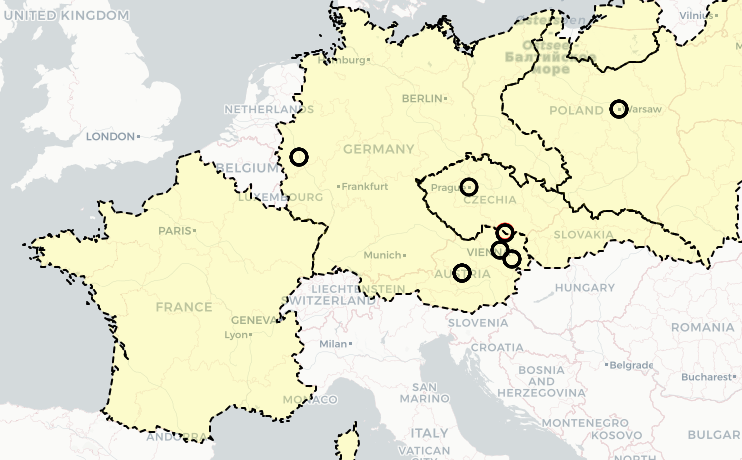 UNITED KINGDOM
Ostseisen
Vilnius
Hamburg
Ostsee-
Балтийское
море
BERLIN
NETHERLANDS
POLAND
Warsaw
LONDON
GERMANY
BELGIUM
Frankfurt
Prague
LUXEMBOURG
CZECHIA
PARIS
SLOVAKIA
Munich
VIENNA
AUSTRIA
LIECHTENSTEIN
SWITZERLAND
HUNGARY
FRANCE
GENEVA
SLOVENIA
ROMANIA
Lyon
Milan
CROATIA
Belgrade
BOSNIA
AND
HERZEGOVINA
Bucharest
SAN
MARINO
MONACO
MONTENEGRO
KOSOVO
ITALY
BULGAR
ANDORRA
VATICAN
CITY
NORTH